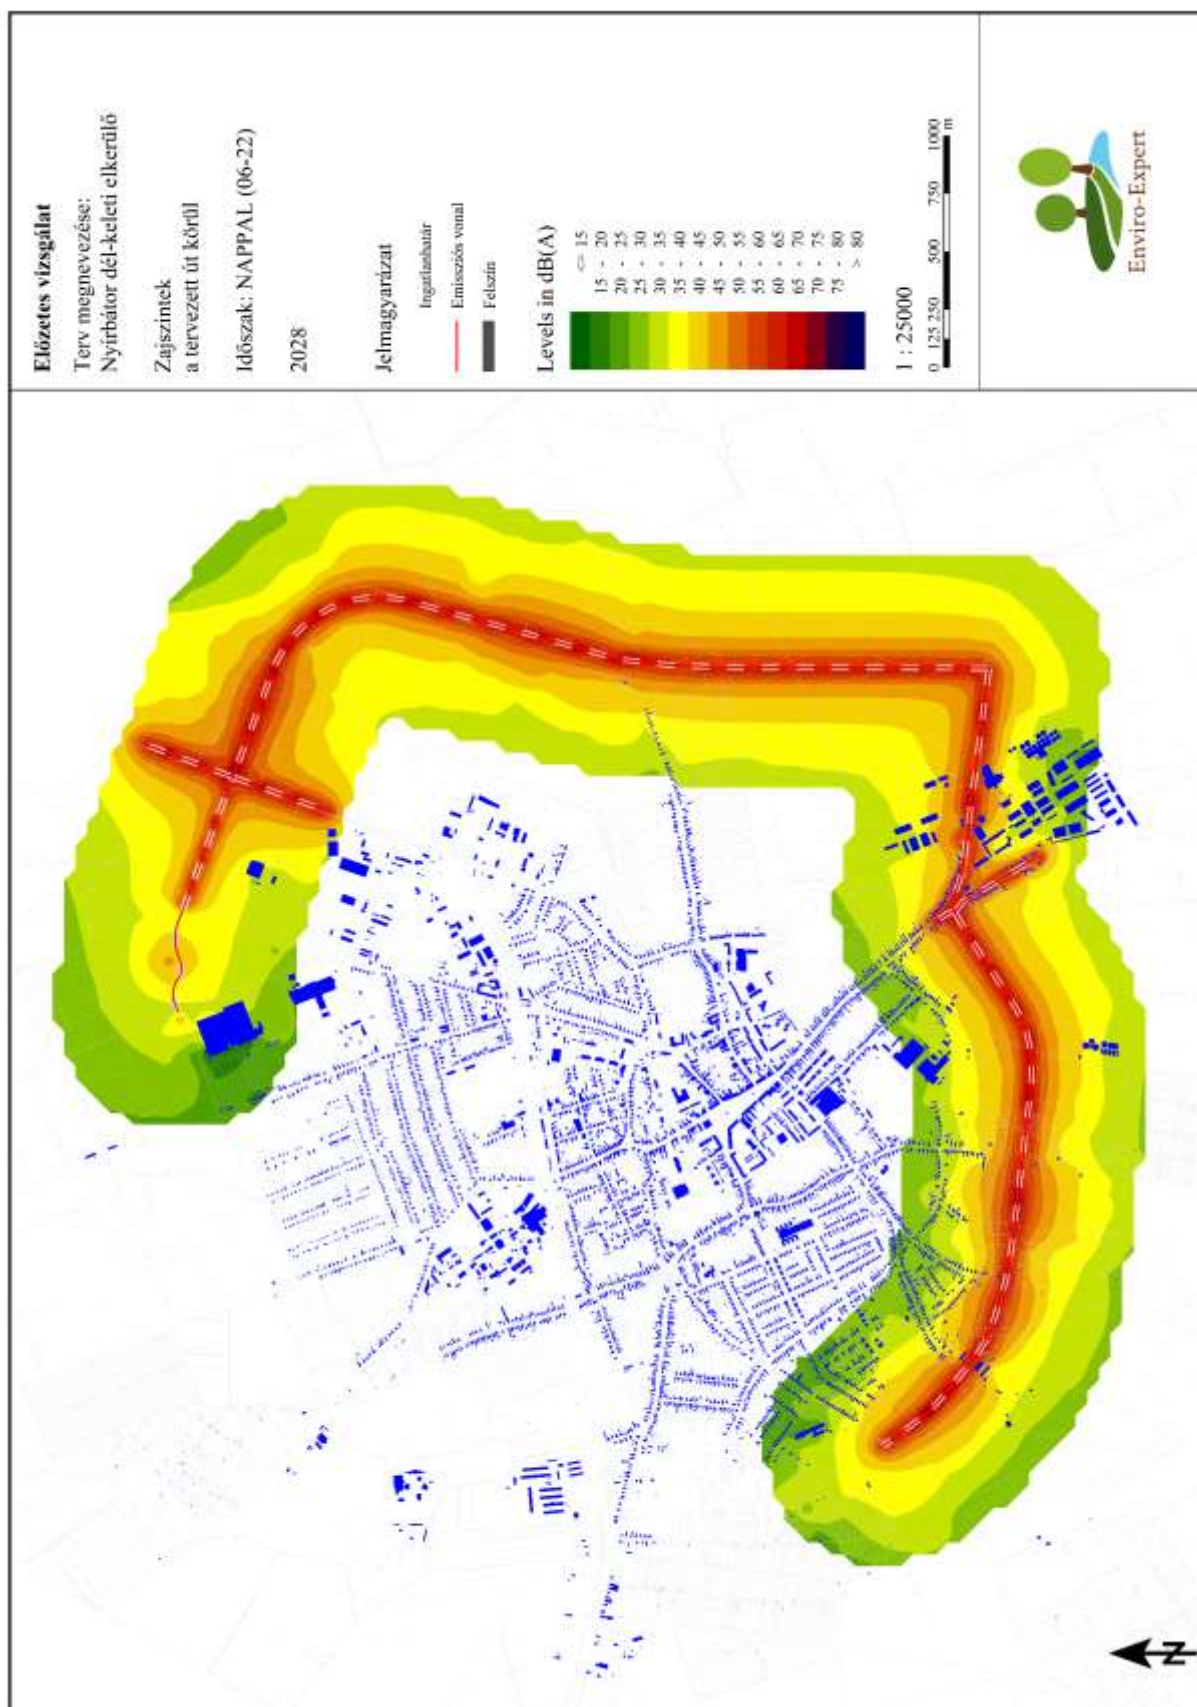 Előzetes vizsgálat
Terv megnevezése:
Nyírbátor dél-keleti elkerülő
Zajszintek
a tervezett út körül
Időszak: NAPPAL (06-22)
2028
Jelmagyarázat
Ingatlanhatár
Emissziós vonal
Felszín
Levels in dB(A)
<= 15
15 - 20
20 - 25
25 - 30
30 - 35
35 - 40
40 - 45
45 - 50
50 - 55
55 - 60
60 - 65
65 - 70
70 - 75
75 - 80
> 80
1 : 25000
0 125 250 500 750 1000
m
Enviro-Expert
N